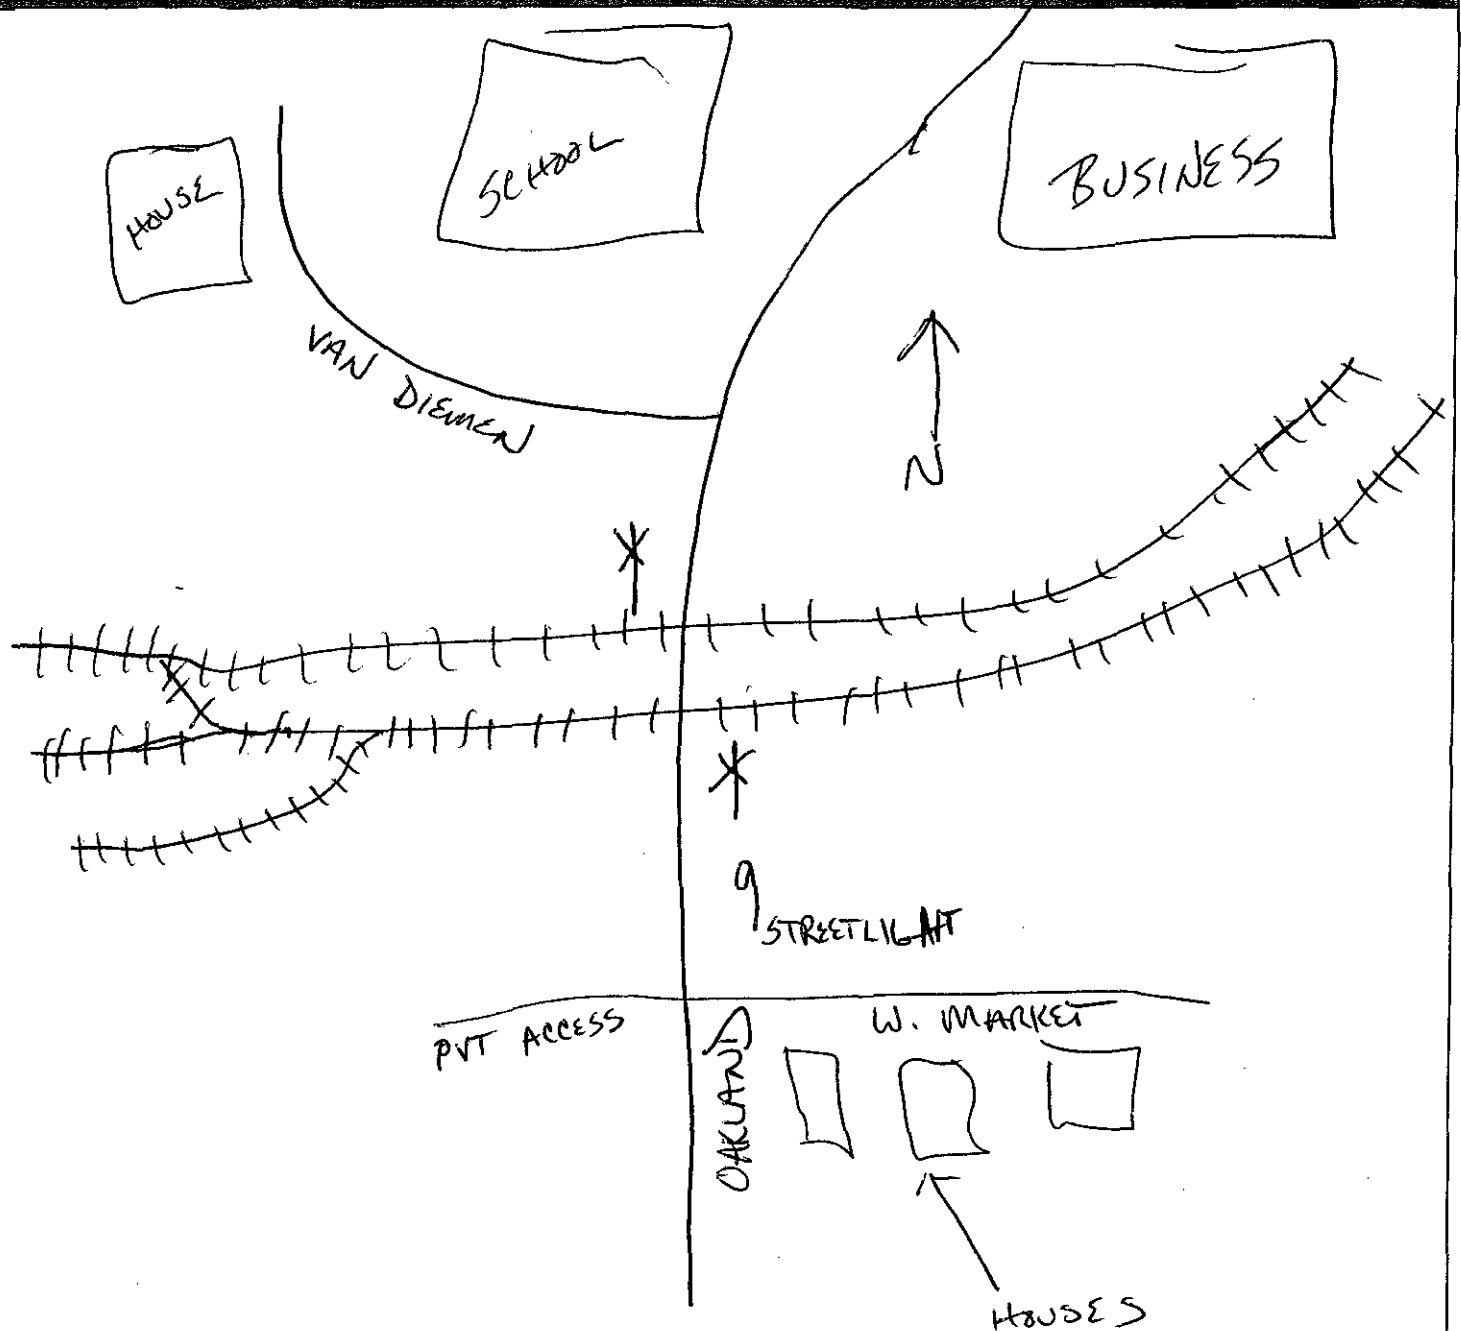 HOUSE
SCHOOL
BUSINESS
VAN DIEMEN
N
STREETLIGHT
PVT ACCESS
W. MARKET
OAKLAND
HOUSES